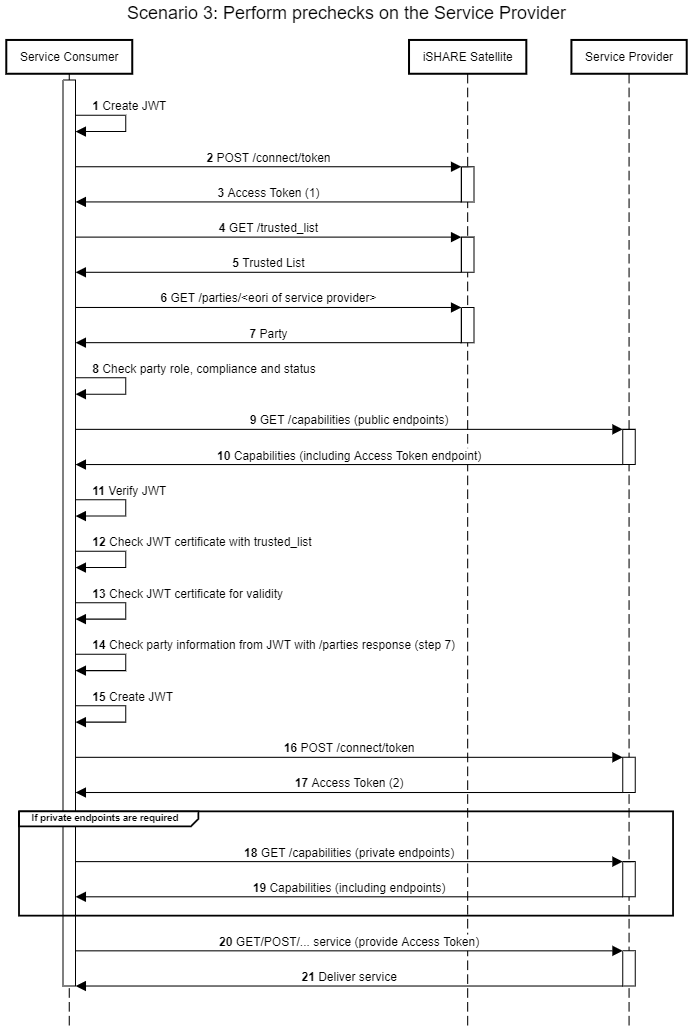 Scenario 3: Perform prechecks on the Service Provider
Service Consumer
iSHARE Satellite
Service Provider
1 Create JWT
2 POST /connect/token
3 Access Token (1)
4 GET /trusted_list
5 Trusted List
6 GET /parties/<eori of service provider>
7 Party
8 Check party role, compliance and status
9 GET /capabilities (public endpoints)
10 Capabilities (including Access Token endpoint)
11 Verify JWT
12 Check JWT certificate with trusted_list
13 Check JWT certificate for validity
14 Check party information from JWT with /parties response (step 7)
15 Create JWT
16 POST /connect/token
17 Access Token (2)
If private endpoints are required
18 GET /capabilities (private endpoints)
19 Capabilities (including endpoints)
20 GET/POST/... service (provide Access Token)
21 Deliver service